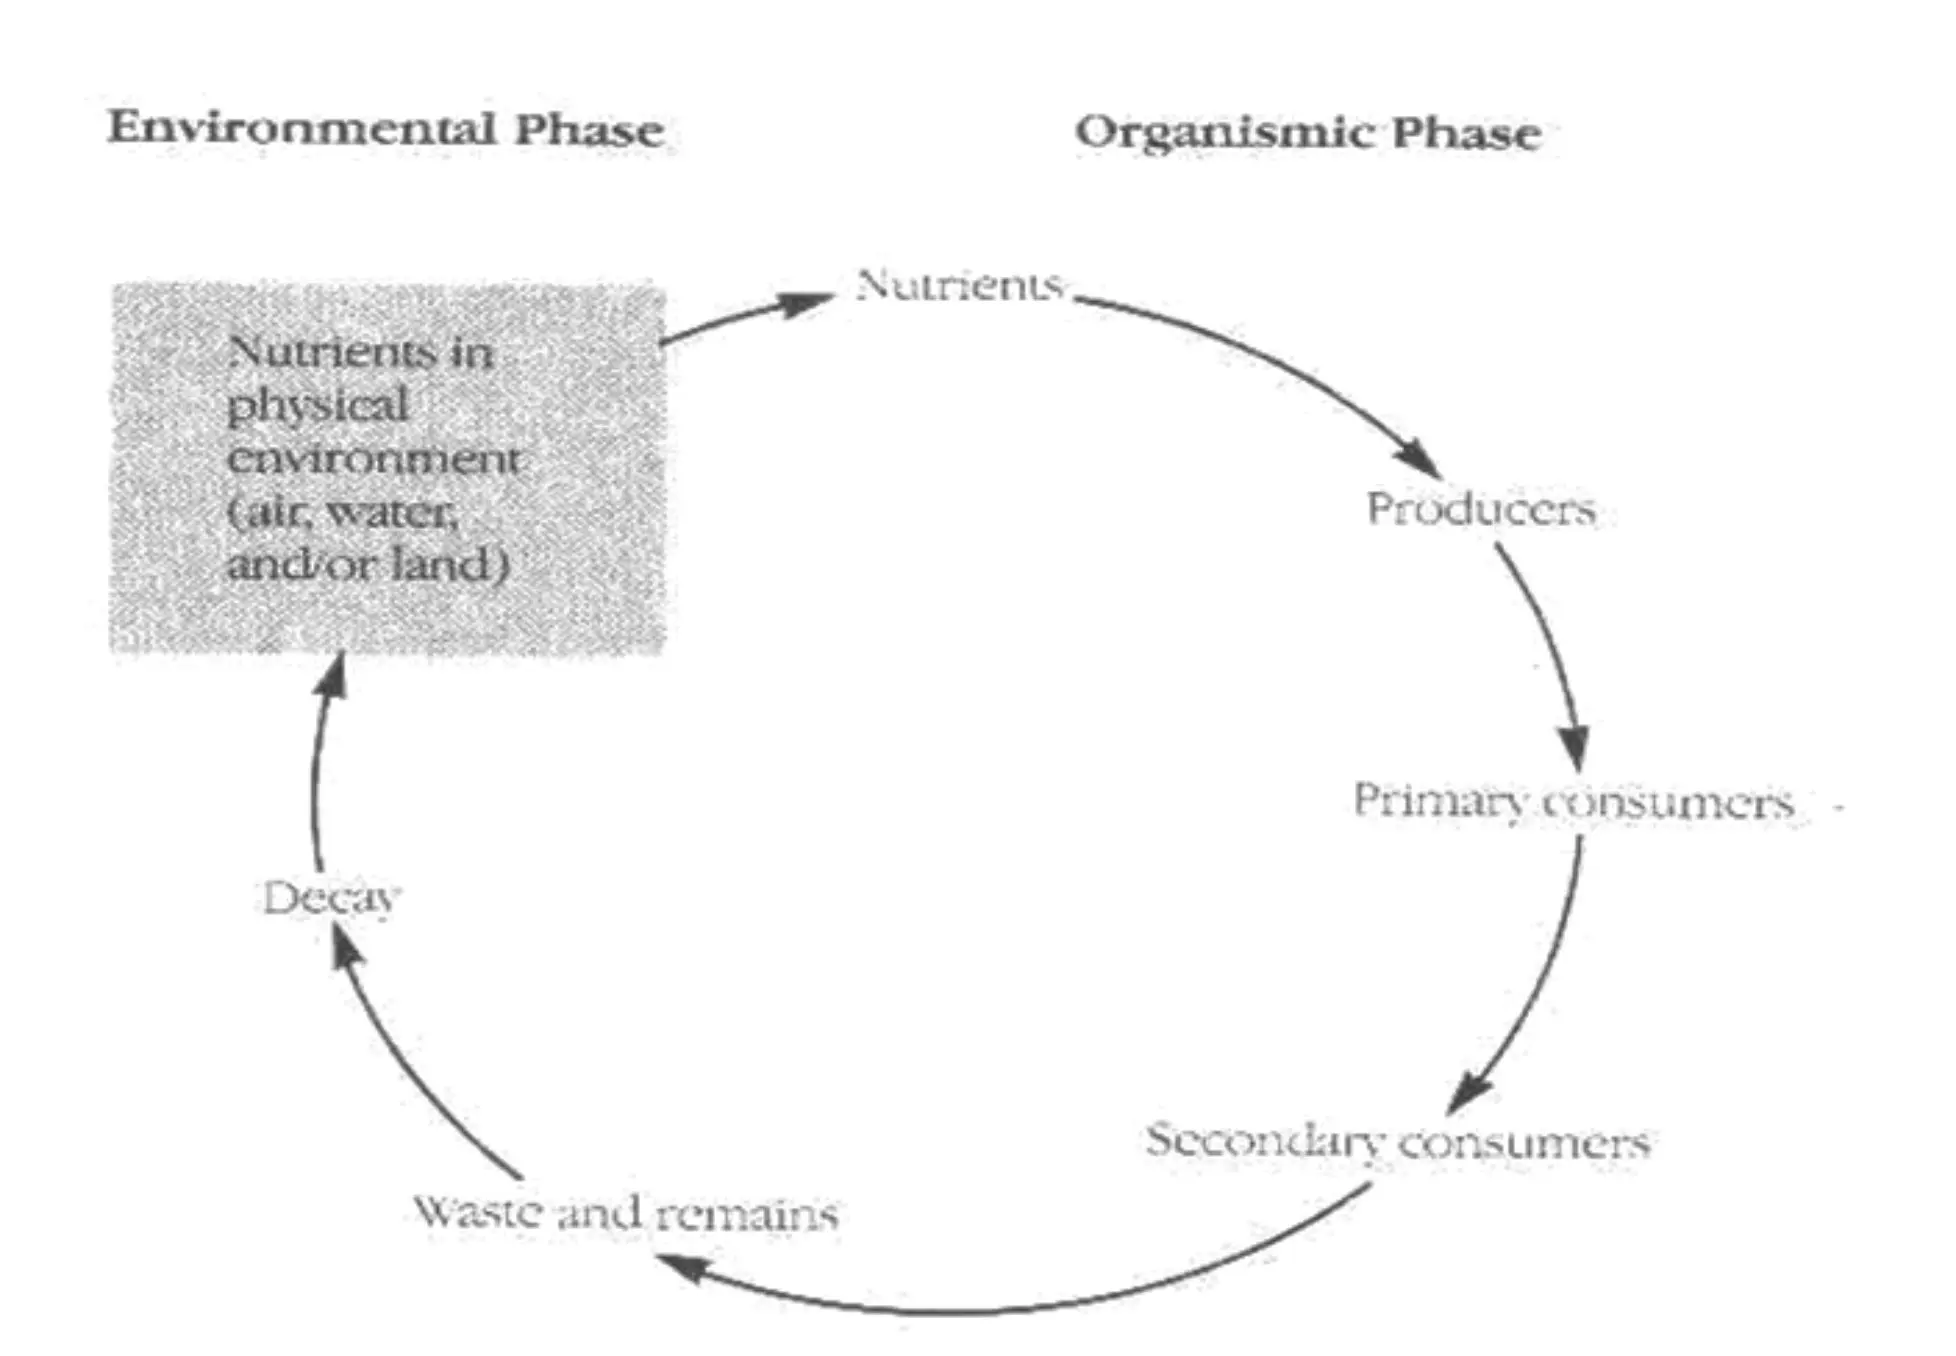 Environmental Phase
Organismic Phase
Nutrients
Nutrients in
physical
environment
(air, water,
and/or land)
Producers
Primary consumers
Decay
Secondary consumers
Waste and remains